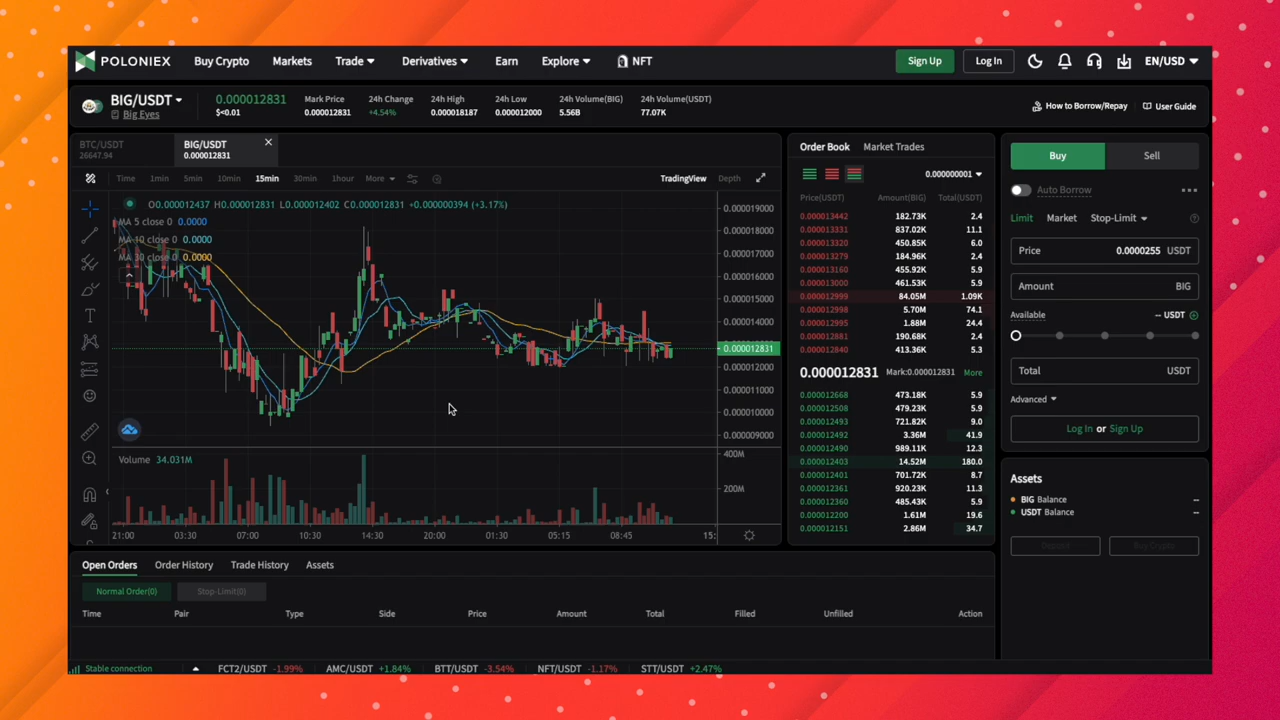 POLONIEX Buy Crypto Markets Trade Derivatives Earn Explore NFT Sign Up Log In EN/USD
BIG/USDT
Big Eyes
0.000012831
$<0.01
Mark Price
0.000012831
24h Change
+4.54%
24h High
0.000018187
24h Low
0.000012000
24h Volume(BIG)
5.56B
24h Volume(USDT)
77.07K
How to Borrow/Repay User Guide
BTC/USDT
26647.94
BIG/USDT
0.000012831
Time 1min 5min 10min 15min 30min 1hour More TradingView Depth
O0.000012437 H0.000012831 L0.000012402 C0.000012831 +0.000000394 (+3.17%)
MA 5 close 0 0.0000
MA 10 close 0 0.0000
MA 30 close 0 0.0000
0.000019000
0.000018000
0.000017000
0.000016000
0.000015000
0.000014000
0.000012831
0.000012000
0.000011000
0.000010000
0.000009000
Volume 34.031M
400M
200M
21:00 03:30 07:00 10:30 14:30 20:00 01:30 05:15 08:45 15:
Order Book Market Trades
0.000000001
Price(USDT) Amount(BIG) Total(USDT)
0.000013442 182.73K 2.4
0.000013331 837.02K 11.1
0.000013320 450.85K 6.0
0.000013279 184.96K 2.4
0.000013160 455.92K 5.9
0.000013000 461.53K 5.9
0.000012999 84.05M 1.09K
0.000012998 5.70M 74.1
0.000012995 1.88M 24.4
0.000012881 190.68K 2.4
0.000012840 413.36K 5.3
0.000012831 Mark:0.000012831 More
0.000012668 473.18K 5.9
0.000012508 479.23K 5.9
0.000012493 721.82K 9.0
0.000012492 3.36M 41.9
0.000012490 989.11K 12.3
0.000012403 14.52M 180.0
0.000012401 701.72K 8.7
0.000012361 920.23K 11.3
0.000012360 485.43K 5.9
0.000012200 1.61M 19.6
0.000012151 2.86M 34.7
Buy Sell
Auto Borrow
Limit Market Stop-Limit
Price 0.0000255 USDT
Amount BIG
Available -- USDT
Total USDT
Advanced
Log In or Sign Up
Assets
BIG Balance --
USDT Balance --
Deposit Buy Crypto
Open Orders Order History Trade History Assets
Normal Order(0) Stop-Limit(0)
Time Pair Type Side Price Amount Total Filled Unfilled Action
Stable connection FCT2/USDT -1.99% AMC/USDT +1.84% BTT/USDT -3.54% NFT/USDT -1.17% STT/USDT +2.47%